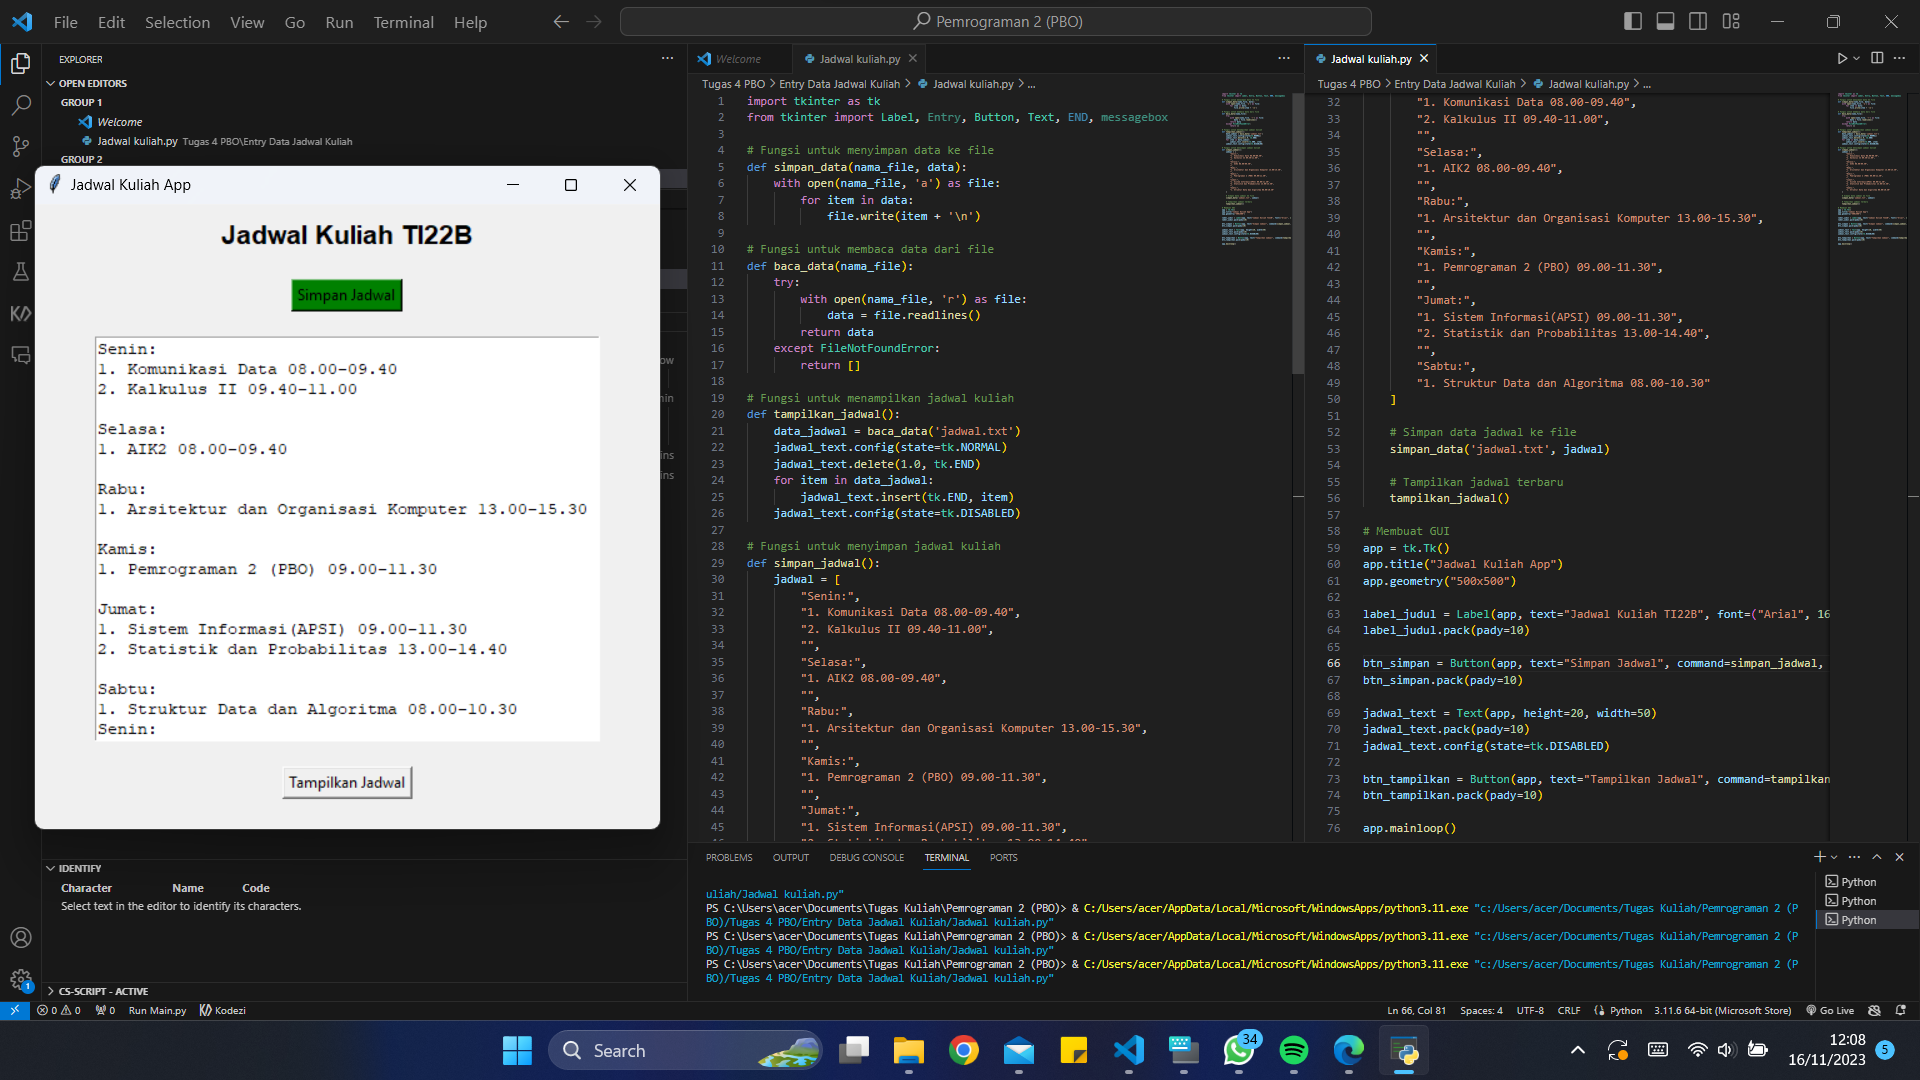 File Edit Selection View Go Run Terminal Help
Pemrograman 2 (PBO)
EXPLORER
OPEN EDITORS
GROUP 1
Welcome
Jadwal kuliah.py Tugas 4 PBO\Entry Data Jadwal Kuliah
GROUP 2
Jadwal Kuliah App
Jadwal Kuliah TI22B
Simpan Jadwal
Senin:
1. Komunikasi Data 08.00-09.40
2. Kalkulus II 09.40-11.00
Selasa:
1. AIK2 08.00-09.40
Rabu:
1. Arsitektur dan Organisasi Komputer 13.00-15.30
Kamis:
1. Pemrograman 2 (PBO) 09.00-11.30
Jumat:
1. Sistem Informasi(APSI) 09.00-11.30
2. Statistik dan Probabilitas 13.00-14.40
Sabtu:
1. Struktur Data dan Algoritma 08.00-10.30
Senin:
Tampilkan Jadwal
IDENTIFY
Character Name Code
Select text in the editor to identify its characters.
CS-SCRIPT - ACTIVE
Welcome Jadwal kuliah.py
Tugas 4 PBO > Entry Data Jadwal Kuliah > Jadwal kuliah.py > ...
1 import tkinter as tk
2 from tkinter import Label, Entry, Button, Text, END, messagebox
3
4 # Fungsi untuk menyimpan data ke file
5 def simpan_data(nama_file, data):
6 with open(nama_file, 'a') as file:
7 for item in data:
8 file.write(item + '\n')
9
10 # Fungsi untuk membaca data dari file
11 def baca_data(nama_file):
12 try:
13 with open(nama_file, 'r') as file:
14 data = file.readlines()
15 return data
16 except FileNotFoundError:
17 return []
18
19 # Fungsi untuk menampilkan jadwal kuliah
20 def tampilkan_jadwal():
21 data_jadwal = baca_data('jadwal.txt')
22 jadwal_text.config(state=tk.NORMAL)
23 jadwal_text.delete(1.0, tk.END)
24 for item in data_jadwal:
25 jadwal_text.insert(tk.END, item)
26 jadwal_text.config(state=tk.DISABLED)
27
28 # Fungsi untuk menyimpan jadwal kuliah
29 def simpan_jadwal():
30 jadwal = [
31 "Senin:",
32 "1. Komunikasi Data 08.00-09.40",
33 "2. Kalkulus II 09.40-11.00",
34 "",
35 "Selasa:",
36 "1. AIK2 08.00-09.40",
37 "",
38 "Rabu:",
39 "1. Arsitektur dan Organisasi Komputer 13.00-15.30",
40 "",
41 "Kamis:",
42 "1. Pemrograman 2 (PBO) 09.00-11.30",
43 "",
44 "Jumat:",
45 "1. Sistem Informasi(APSI) 09.00-11.30",
Jadwal kuliah.py
Tugas 4 PBO > Entry Data Jadwal Kuliah > Jadwal kuliah.py > ...
32 "1. Komunikasi Data 08.00-09.40",
33 "2. Kalkulus II 09.40-11.00",
34 "",
35 "Selasa:",
36 "1. AIK2 08.00-09.40",
37 "",
38 "Rabu:",
39 "1. Arsitektur dan Organisasi Komputer 13.00-15.30",
40 "",
41 "Kamis:",
42 "1. Pemrograman 2 (PBO) 09.00-11.30",
43 "",
44 "Jumat:",
45 "1. Sistem Informasi(APSI) 09.00-11.30",
46 "2. Statistik dan Probabilitas 13.00-14.40",
47 "",
48 "Sabtu:",
49 "1. Struktur Data dan Algoritma 08.00-10.30"
50 ]
51
52 # Simpan data jadwal ke file
53 simpan_data('jadwal.txt', jadwal)
54
55 # Tampilkan jadwal terbaru
56 tampilkan_jadwal()
57
58 # Membuat GUI
59 app = tk.Tk()
60 app.title("Jadwal Kuliah App")
61 app.geometry("500x500")
62
63 label_judul = Label(app, text="Jadwal Kuliah TI22B", font=("Arial", 16
64 label_judul.pack(pady=10)
65
66 btn_simpan = Button(app, text="Simpan Jadwal", command=simpan_jadwal,
67 btn_simpan.pack(pady=10)
68
69 jadwal_text = Text(app, height=20, width=50)
70 jadwal_text.pack(pady=10)
71 jadwal_text.config(state=tk.DISABLED)
72
73 btn_tampilkan = Button(app, text="Tampilkan Jadwal", command=tampilkan
74 btn_tampilkan.pack(pady=10)
75
76 app.mainloop()
PROBLEMS OUTPUT DEBUG CONSOLE TERMINAL PORTS
uliah/Jadwal kuliah.py"
PS C:\Users\acer\Documents\Tugas Kuliah\Pemrograman 2 (PBO)> & C:/Users/acer/AppData/Local/Microsoft/WindowsApps/python3.11.exe "c:/Users/acer/Documents/Tugas Kuliah/Pemrograman 2 (P
BO)/Tugas 4 PBO/Entry Data Jadwal Kuliah/Jadwal kuliah.py"
PS C:\Users\acer\Documents\Tugas Kuliah\Pemrograman 2 (PBO)> & C:/Users/acer/AppData/Local/Microsoft/WindowsApps/python3.11.exe "c:/Users/acer/Documents/Tugas Kuliah/Pemrograman 2 (P
BO)/Tugas 4 PBO/Entry Data Jadwal Kuliah/Jadwal kuliah.py"
PS C:\Users\acer\Documents\Tugas Kuliah\Pemrograman 2 (PBO)> & C:/Users/acer/AppData/Local/Microsoft/WindowsApps/python3.11.exe "c:/Users/acer/Documents/Tugas Kuliah/Pemrograman 2 (P
BO)/Tugas 4 PBO/Entry Data Jadwal Kuliah/Jadwal kuliah.py"
Python
Python
Python
0 0 0 Run Main.py Kodezi
Ln 66, Col 81 Spaces: 4 UTF-8 CRLF Python 3.11.6 64-bit (Microsoft Store) Go Live
Search
34
12:08
16/11/2023
5